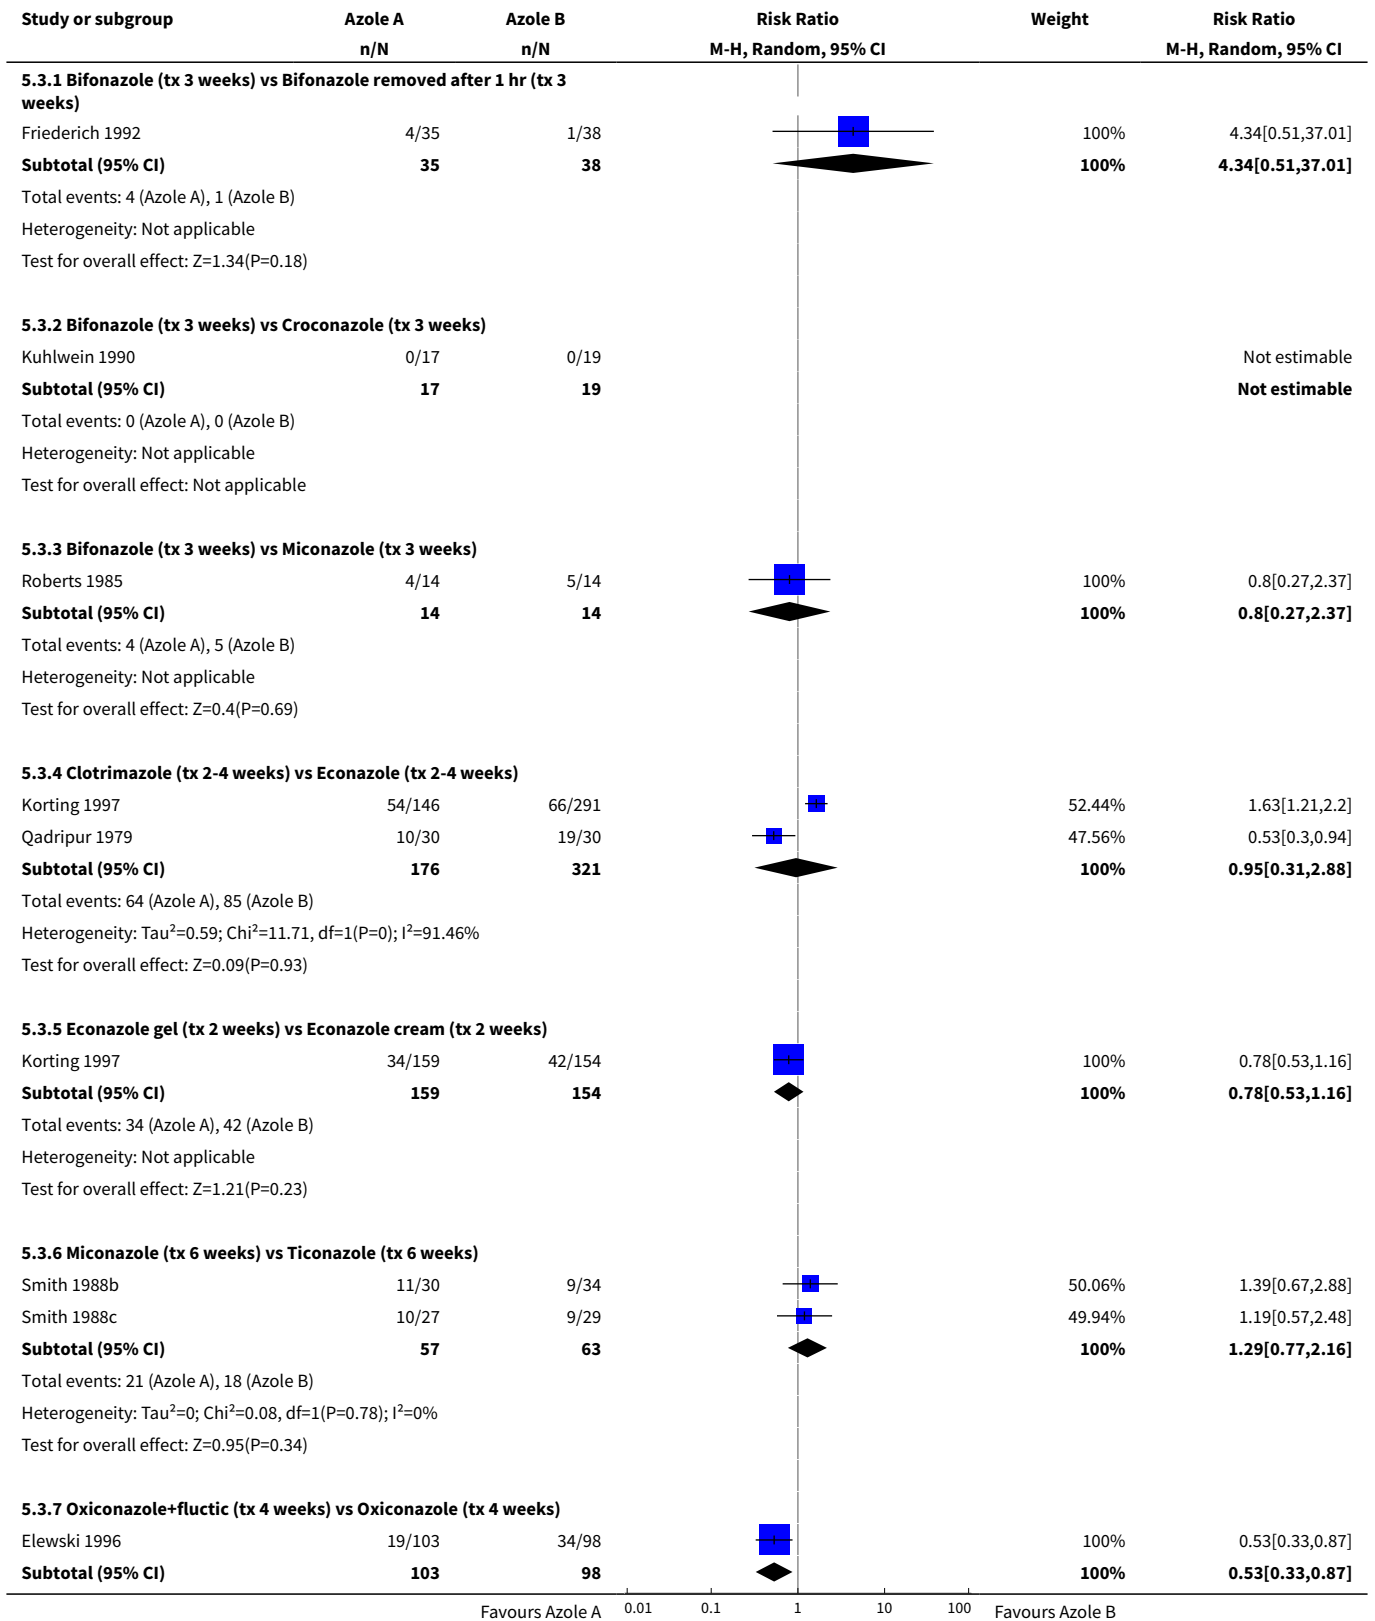 Study or subgroup Azole A Azole B Risk Ratio Weight Risk Ratio
n/N n/N M-H, Random, 95% CI M-H, Random, 95% CI
5.3.1 Bifonazole (tx 3 weeks) vs Bifonazole removed after 1 hr (tx 3
weeks)
Friederich 1992 4/35 1/38 100% 4.34[0.51,37.01]
Subtotal (95% CI) 35 38 100% 4.34[0.51,37.01]
Total events: 4 (Azole A), 1 (Azole B)
Heterogeneity: Not applicable
Test for overall effect: Z=1.34(P=0.18)
5.3.2 Bifonazole (tx 3 weeks) vs Croconazole (tx 3 weeks)
Kuhlwein 1990 0/17 0/19 Not estimable
Subtotal (95% CI) 17 19 Not estimable
Total events: 0 (Azole A), 0 (Azole B)
Heterogeneity: Not applicable
Test for overall effect: Not applicable
5.3.3 Bifonazole (tx 3 weeks) vs Miconazole (tx 3 weeks)
Roberts 1985 4/14 5/14 100% 0.8[0.27,2.37]
Subtotal (95% CI) 14 14 100% 0.8[0.27,2.37]
Total events: 4 (Azole A), 5 (Azole B)
Heterogeneity: Not applicable
Test for overall effect: Z=0.4(P=0.69)
5.3.4 Clotrimazole (tx 2-4 weeks) vs Econazole (tx 2-4 weeks)
Korting 1997 54/146 66/291 52.44% 1.63[1.21,2.2]
Qadripur 1979 10/30 19/30 47.56% 0.53[0.3,0.94]
Subtotal (95% CI) 176 321 100% 0.95[0.31,2.88]
Total events: 64 (Azole A), 85 (Azole B)
Heterogeneity: Tau²=0.59; Chi²=11.71, df=1(P=0); I²=91.46%
Test for overall effect: Z=0.09(P=0.93)
5.3.5 Econazole gel (tx 2 weeks) vs Econazole cream (tx 2 weeks)
Korting 1997 34/159 42/154 100% 0.78[0.53,1.16]
Subtotal (95% CI) 159 154 100% 0.78[0.53,1.16]
Total events: 34 (Azole A), 42 (Azole B)
Heterogeneity: Not applicable
Test for overall effect: Z=1.21(P=0.23)
5.3.6 Miconazole (tx 6 weeks) vs Ticonazole (tx 6 weeks)
Smith 1988b 11/30 9/34 50.06% 1.39[0.67,2.88]
Smith 1988c 10/27 9/29 49.94% 1.19[0.57,2.48]
Subtotal (95% CI) 57 63 100% 1.29[0.77,2.16]
Total events: 21 (Azole A), 18 (Azole B)
Heterogeneity: Tau²=0; Chi²=0.08, df=1(P=0.78); I²=0%
Test for overall effect: Z=0.95(P=0.34)
5.3.7 Oxiconazole+fluctic (tx 4 weeks) vs Oxiconazole (tx 4 weeks)
Elewski 1996 19/103 34/98 100% 0.53[0.33,0.87]
Subtotal (95% CI) 103 98 100% 0.53[0.33,0.87]
Favours Azole A 0.01 0.1 1 10 100 Favours Azole B